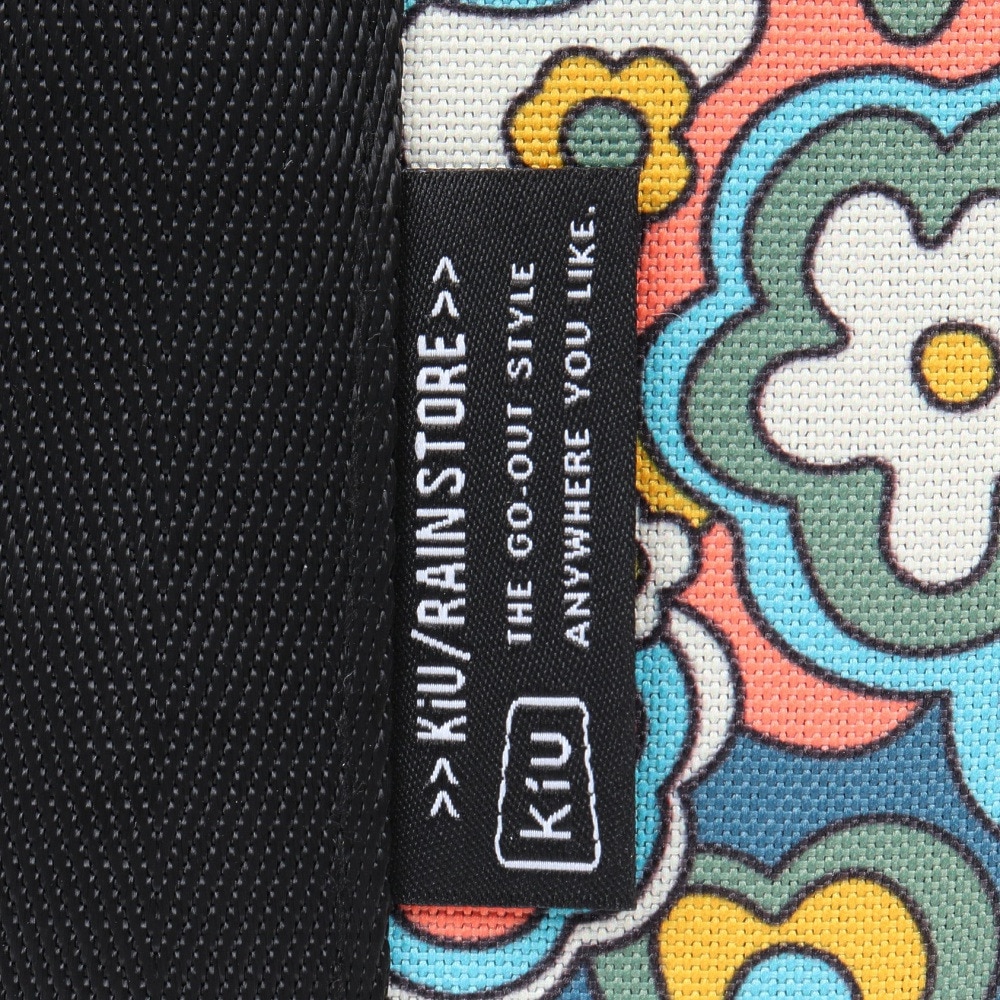 >> KiU/RAINSTORE >>
THE GO-OUT STYLE
ANYWHERE YOU LIKE.
KiU